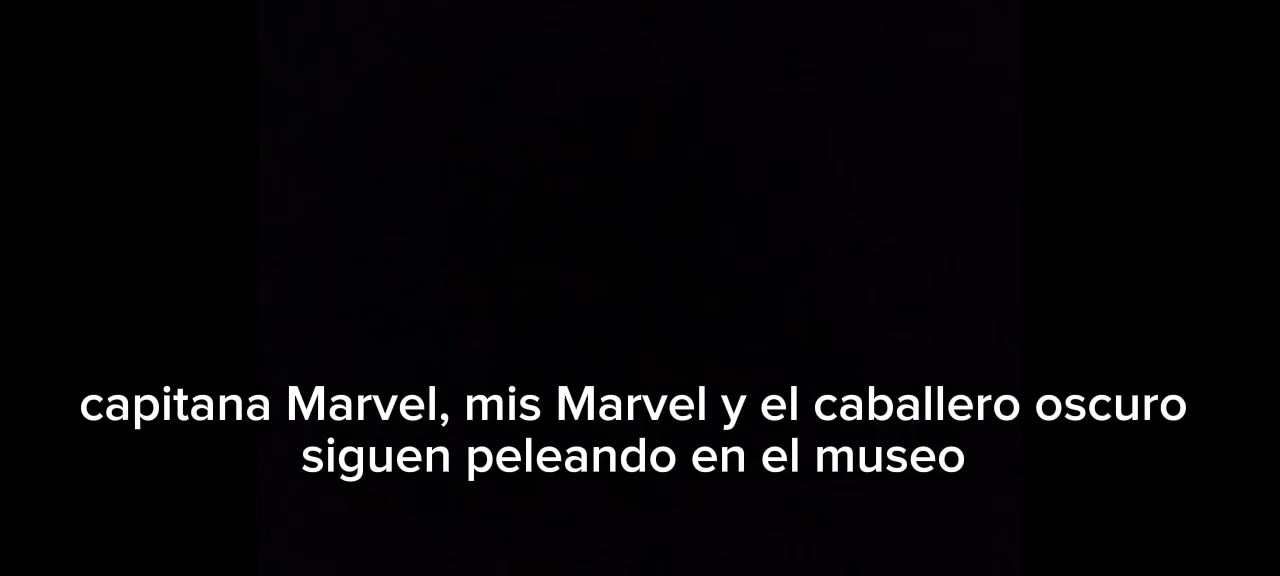 capitana Marvel, mis Marvel y el caballero oscuro
siguen peleando en el museo